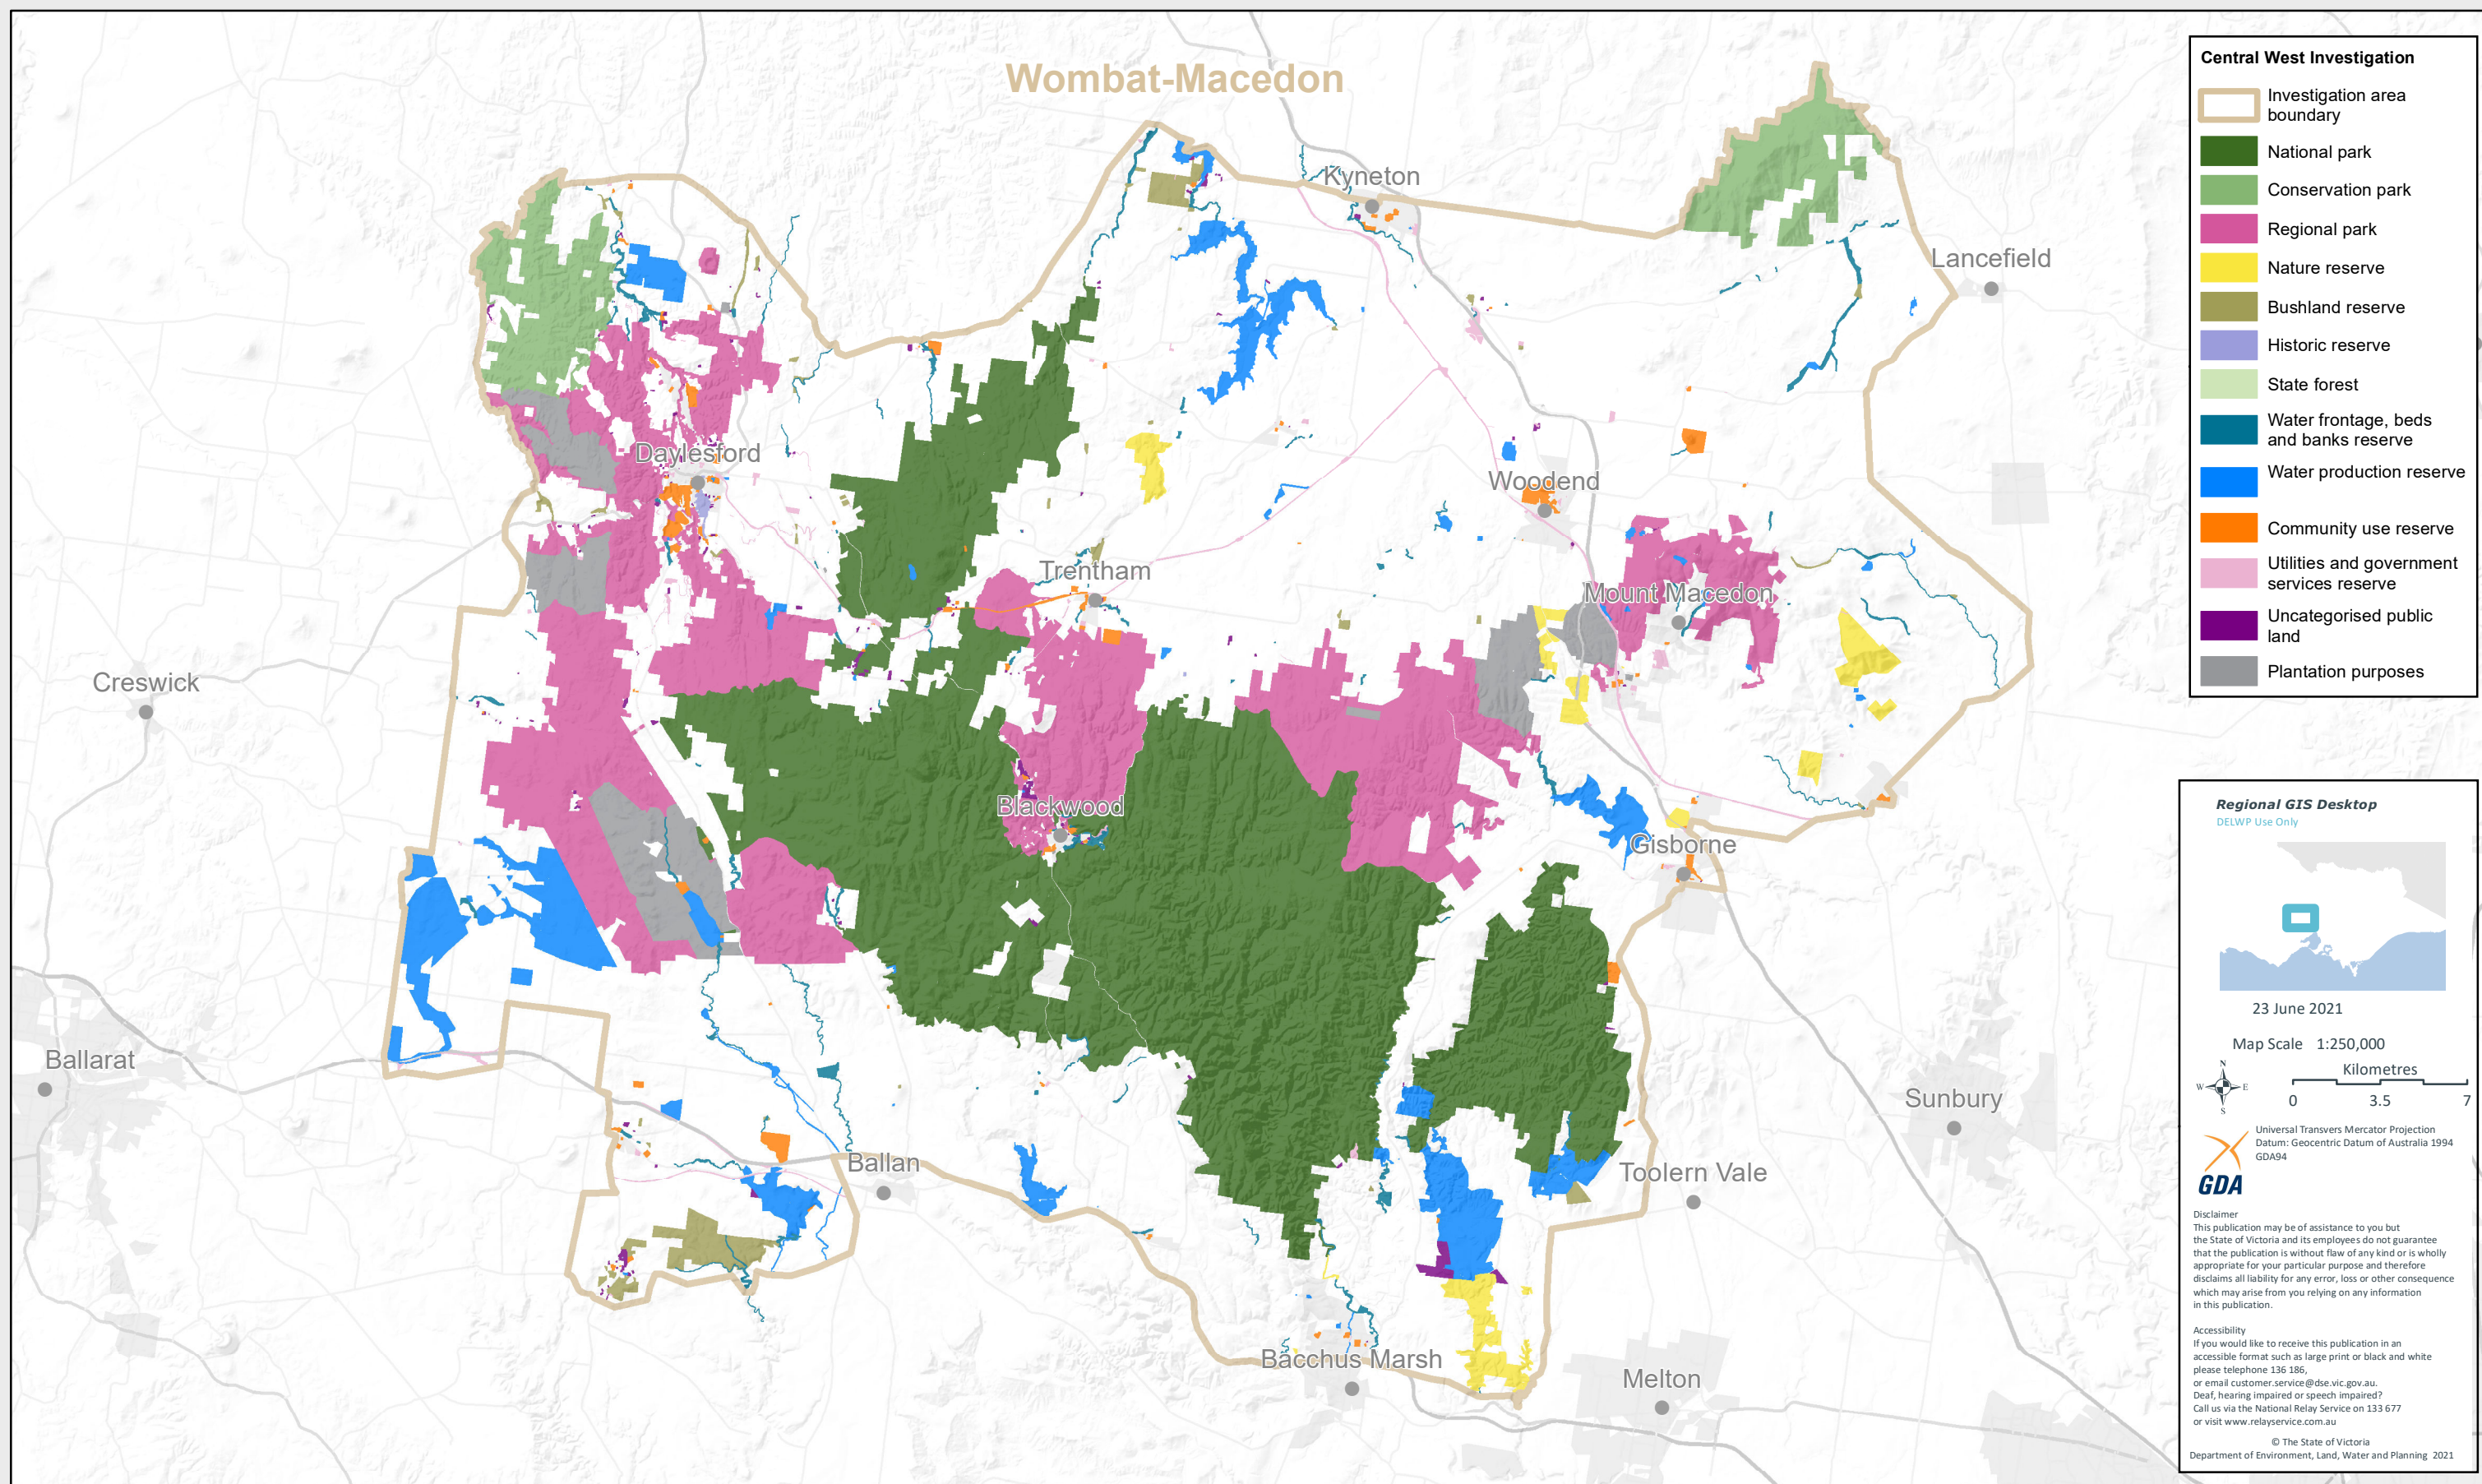 Wombat-Macedon
Kyneton
Lancefield
Daylesford
Woodend
Trentham
Mount Macedon
Creswick
Blackwood
Gisborne
Ballarat
Sunbury
Ballan
Toolern Vale
Bacchus Marsh
Melton
Central West Investigation
Investigation area
boundary
National park
Conservation park
Regional park
Nature reserve
Bushland reserve
Historic reserve
State forest
Water frontage, beds
and banks reserve
Water production reserve
Community use reserve
Utilities and government
services reserve
Uncategorised public
land
Plantation purposes
Regional GIS Desktop
DELWP Use Only
23 June 2021
Map Scale 1:250,000
N
W E
S
Kilometres
0 3.5 7
Universal Transvers Mercator Projection
Datum: Geocentric Datum of Australia 1994
GDA94
GDA
Disclaimer
This publication may be of assistance to you but
the State of Victoria and its employees do not guarantee
that the publication is without flaw of any kind or is wholly
appropriate for your particular purpose and therefore
disclaims all liability for any error, loss or other consequence
which may arise from you relying on any information
in this publication.
Accessibility
If you would like to receive this publication in an
accessible format such as large print or black and white
please telephone 136 186,
or email customer.service@dse.vic.gov.au.
Deaf, hearing impaired or speech impaired?
Call us via the National Relay Service on 133 677
or visit www.relayservice.com.au
© The State of Victoria
Department of Environment, Land, Water and Planning 2021